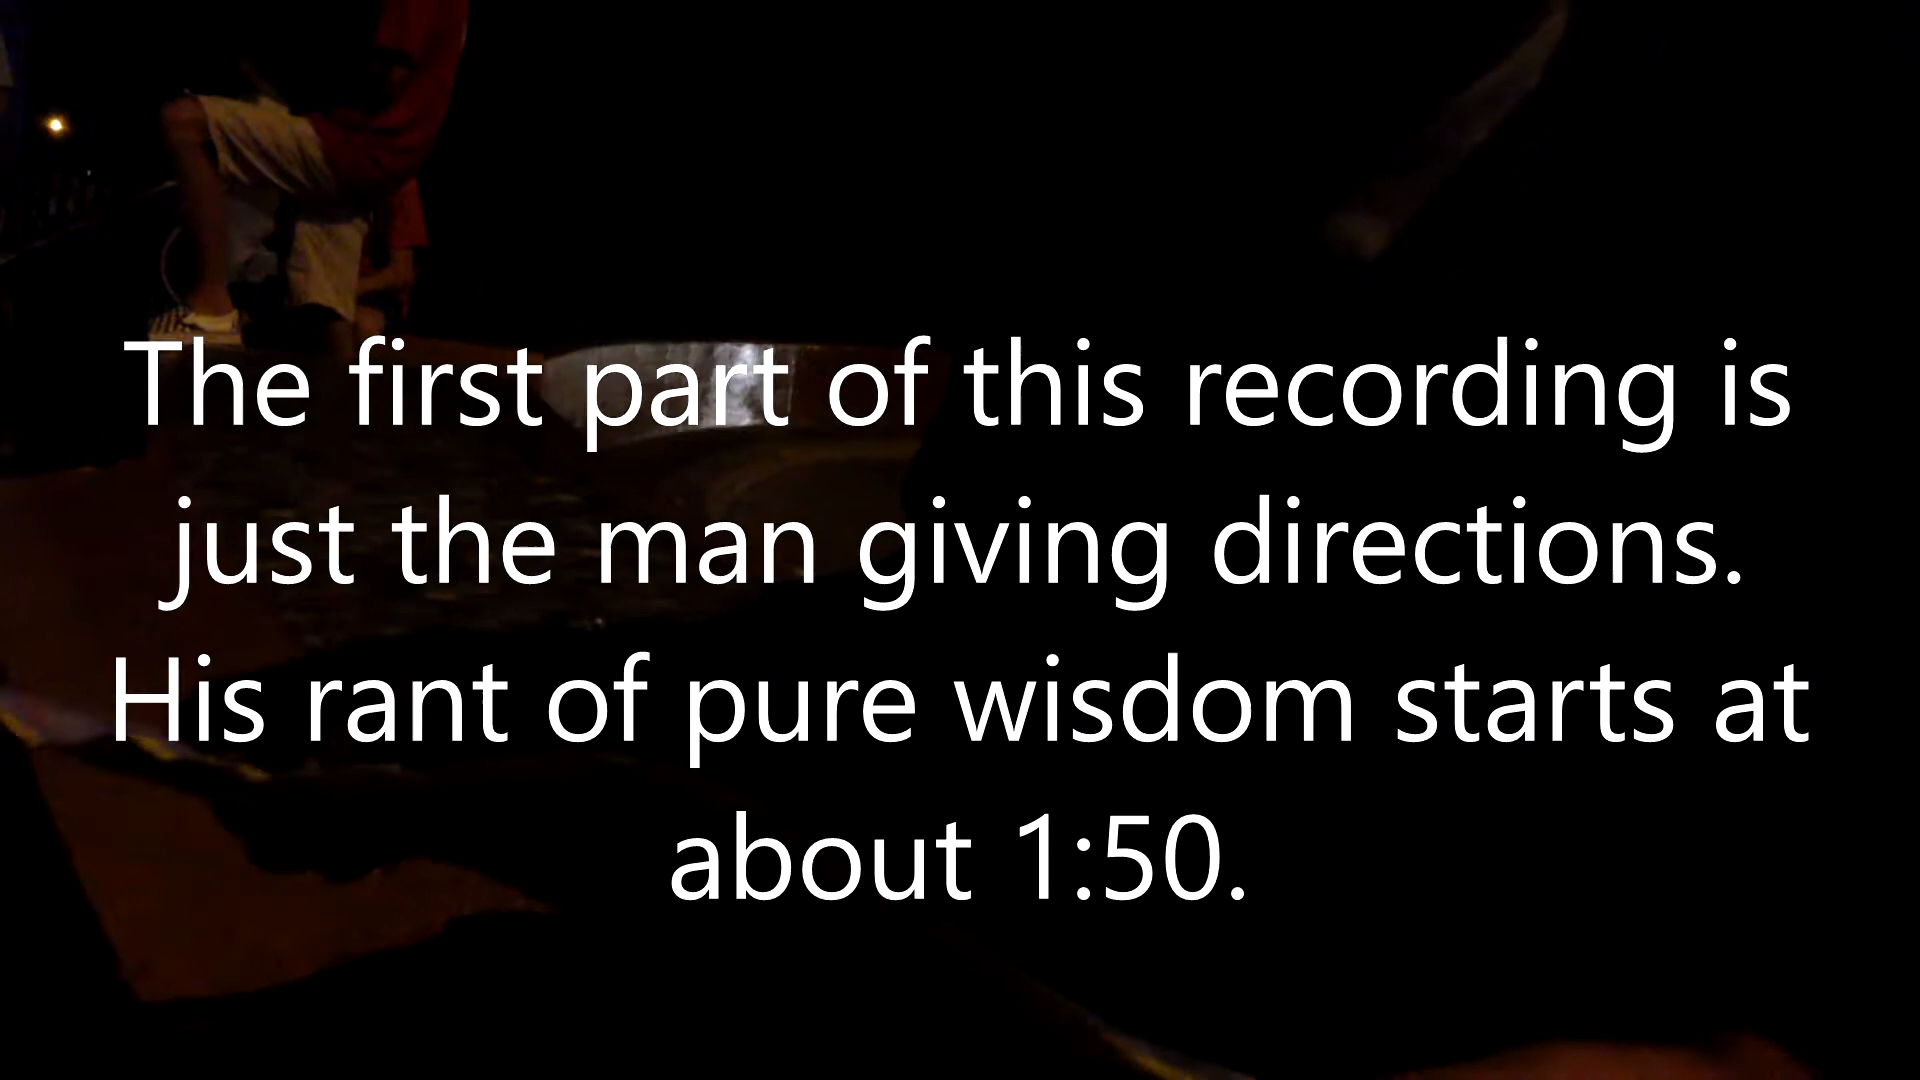 The first part of this recording is
just the man giving directions.
His rant of pure wisdom starts at
about 1:50.